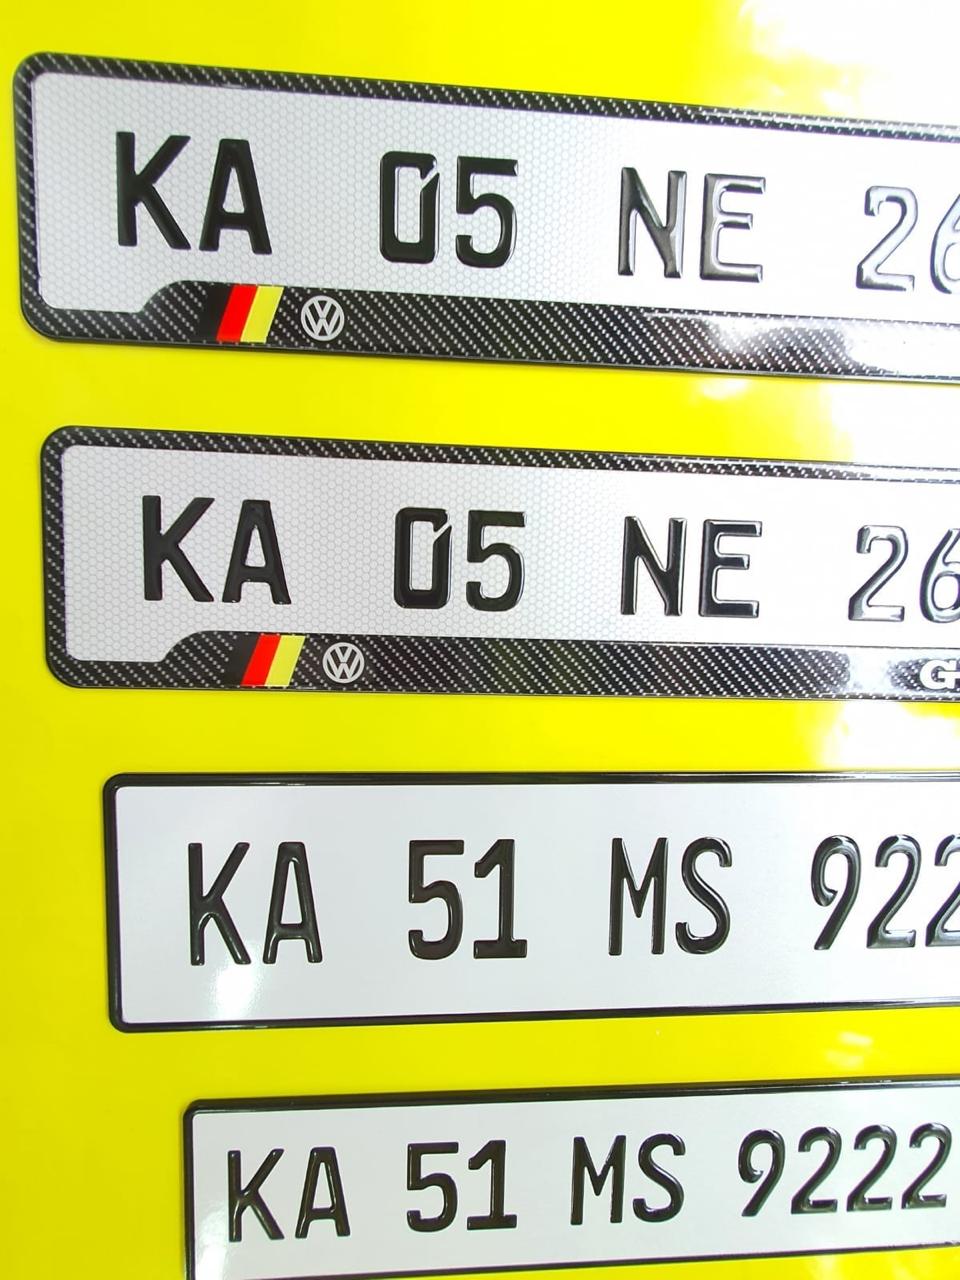 KA 05 NE 26
KA 05 NE 26
G
KA 51 MS 922
KA 51 MS 9222